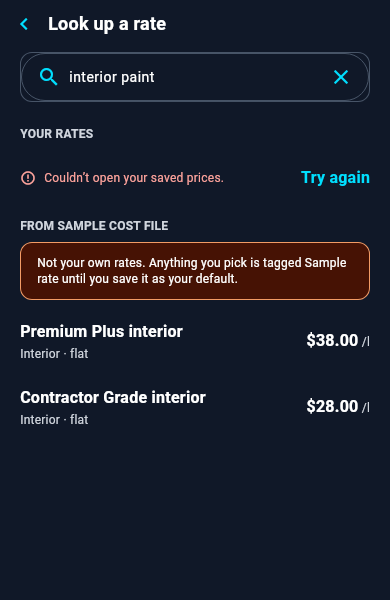 Look up a rate
interior paint
YOUR RATES
Couldn’t open your saved prices.
Try again
FROM SAMPLE COST FILE
Not your own rates. Anything you pick is tagged Sample
rate until you save it as your default.
Premium Plus interior
$38.00 /l
Interior · flat
Contractor Grade interior
$28.00 /l
Interior · flat